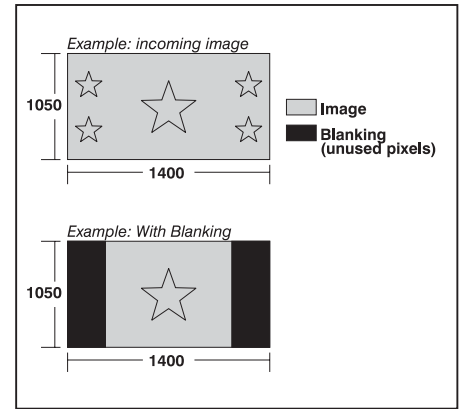 Example: incoming image
1050
1400
Image
Blanking
(unused pixels)
Example: With Blanking
1050
1400